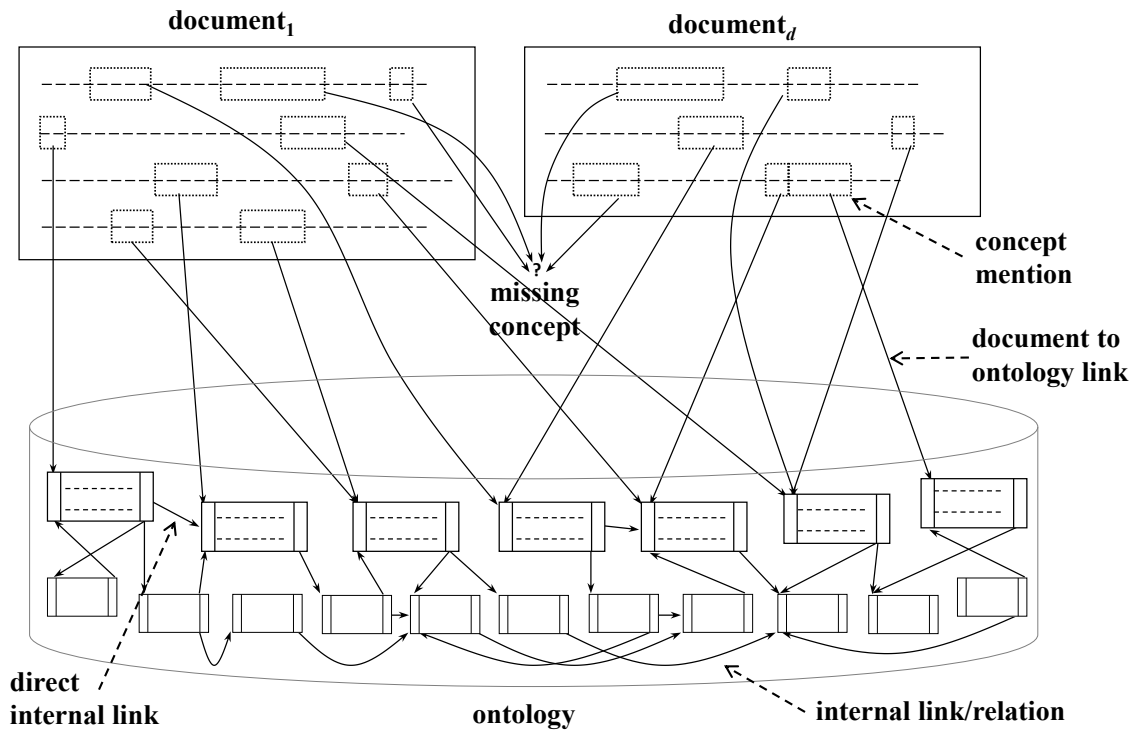 document1
documentd
?
missing
concept
concept
mention
document to
ontology link
direct
internal link
ontology
internal link/relation